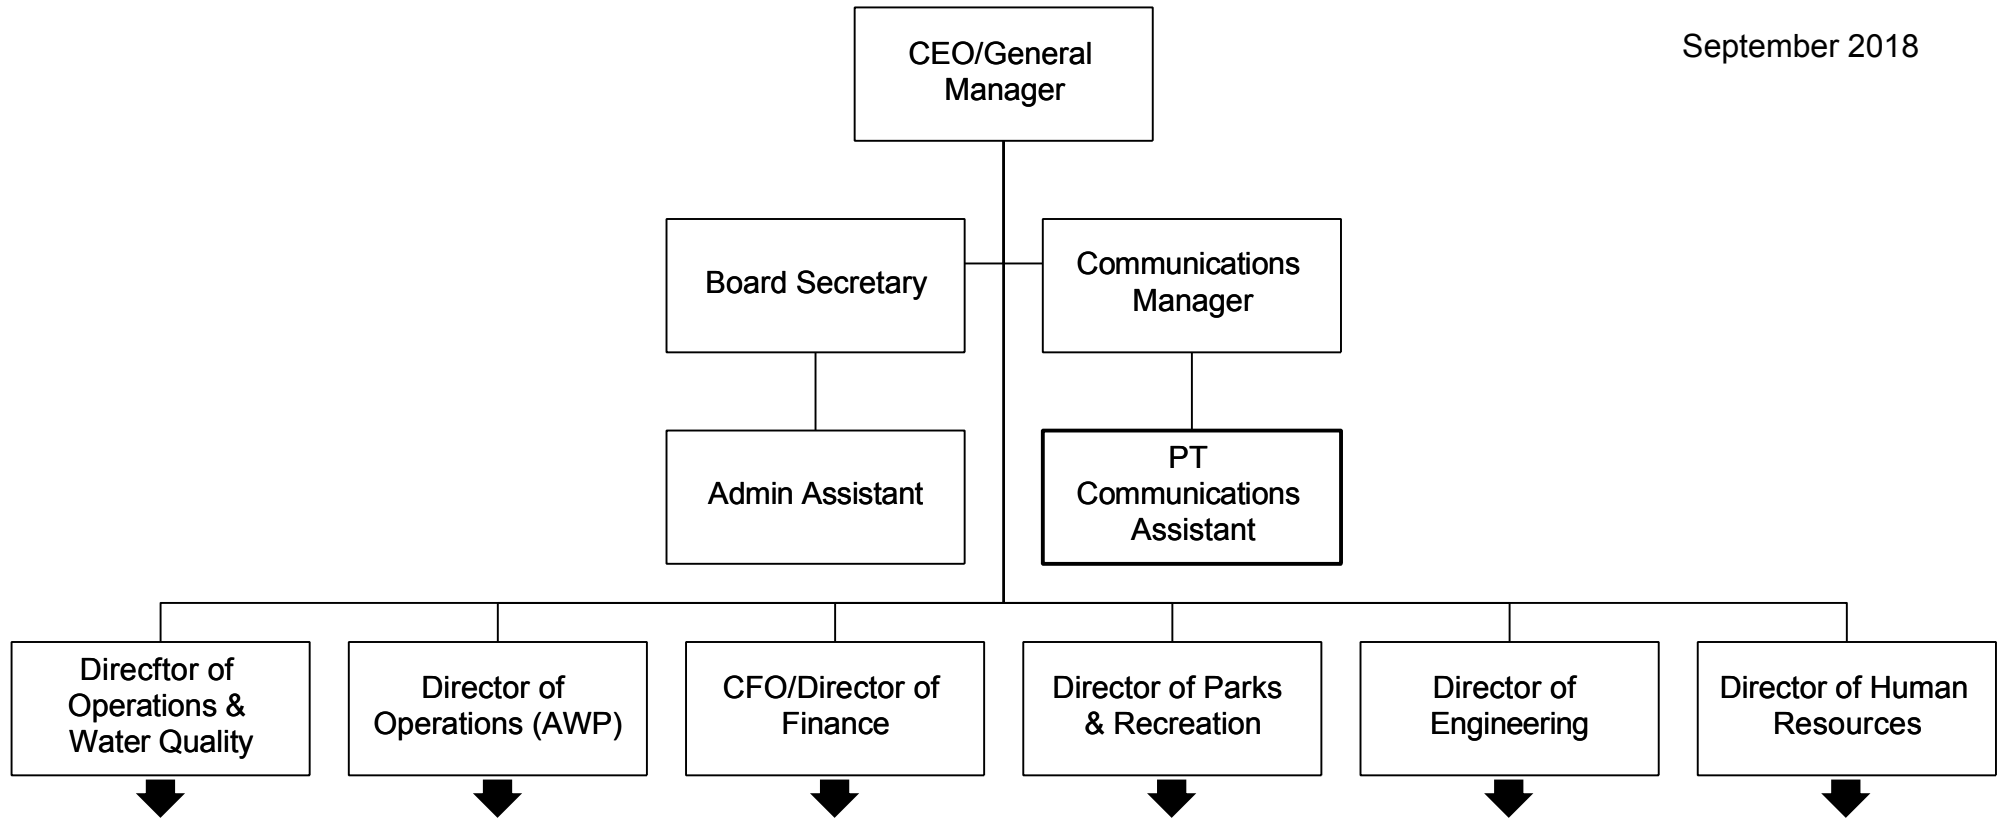 September 2018
CEO/General
Manager
Board Secretary
Communications
Manager
Admin Assistant
PT
Communications
Assistant
Direcftor of
Operations &
Water Quality
Director of
Operations (AWP)
CFO/Director of
Finance
Director of Parks
& Recreation
Director of
Engineering
Director of Human
Resources